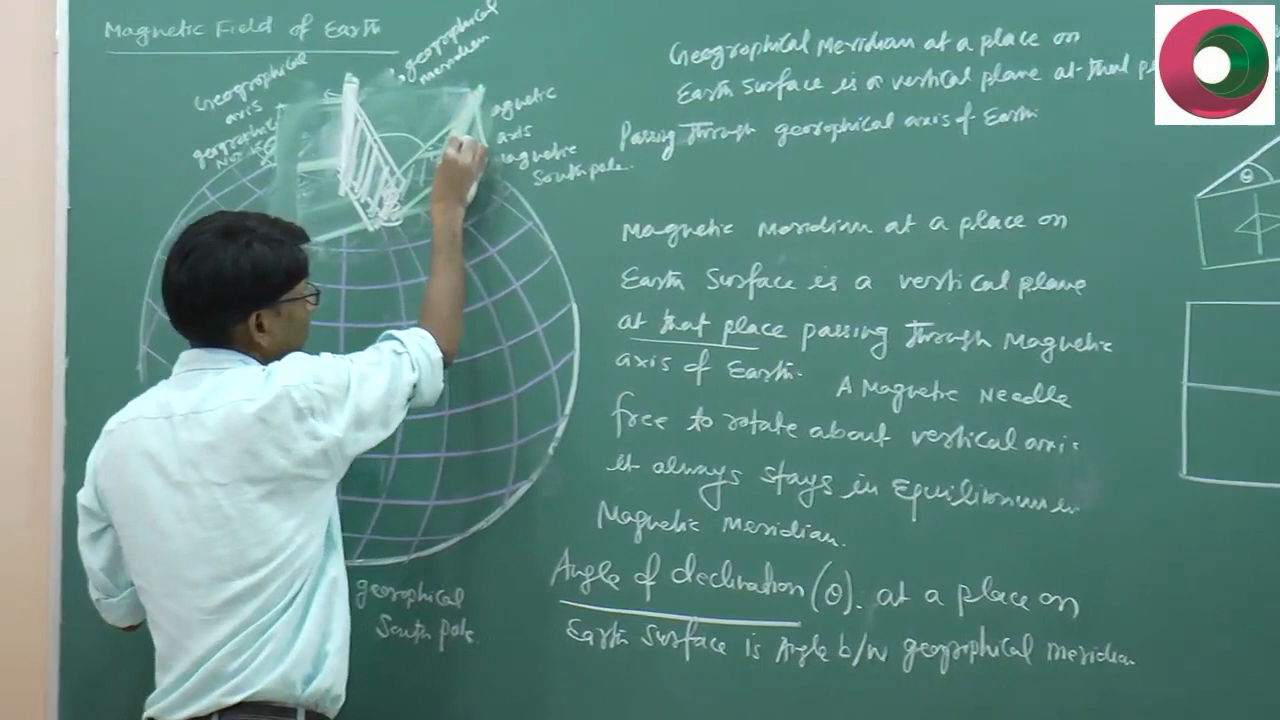 Magnetic Field of Earth
geographical
meridian
Geographical
axis
geographical
agnetic
axis
agnetic
South pole.
Geographical Meridian at a place on
Earth Surface is a vertical plane at that p
Passing Through geographical axis of Earth
Magnetic Meridian at a place on
Earth Surface is a vertical plane
at that place passing Through Magnetic
axis of Earth. A Magnetic Needle
free to rotate about vertical axis
it always stays in Equilibrium in
Magnetic Meridian.
Angle of declination (θ). at a place on
Earth Surface is Angle b/w geographical meridian
geographical
South pole.
θ